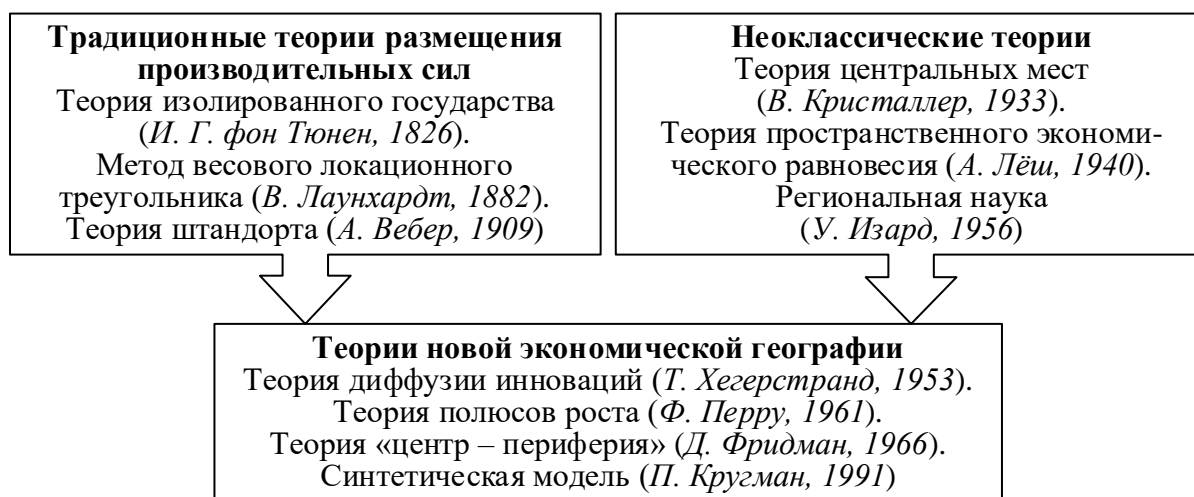 Традиционные теории размещения
производительных сил
Теория изолированного государства
(И. Г. фон Тюнен, 1826).
Метод весового локационного
треугольника (В. Лаунхардт, 1882).
Теория штандорта (А. Вебер, 1909)
Неоклассические теории
Теория центральных мест
(В. Кристаллер, 1933).
Теория пространственного экономи-
ческого равновесия (А. Лёш, 1940).
Региональная наука
(У. Изард, 1956)
Теории новой экономической географии
Теория диффузии инноваций (Т. Хегерстранд, 1953).
Теория полюсов роста (Ф. Перру, 1961).
Теория «центр – периферия» (Д. Фридман, 1966).
Синтетическая модель (П. Кругман, 1991)